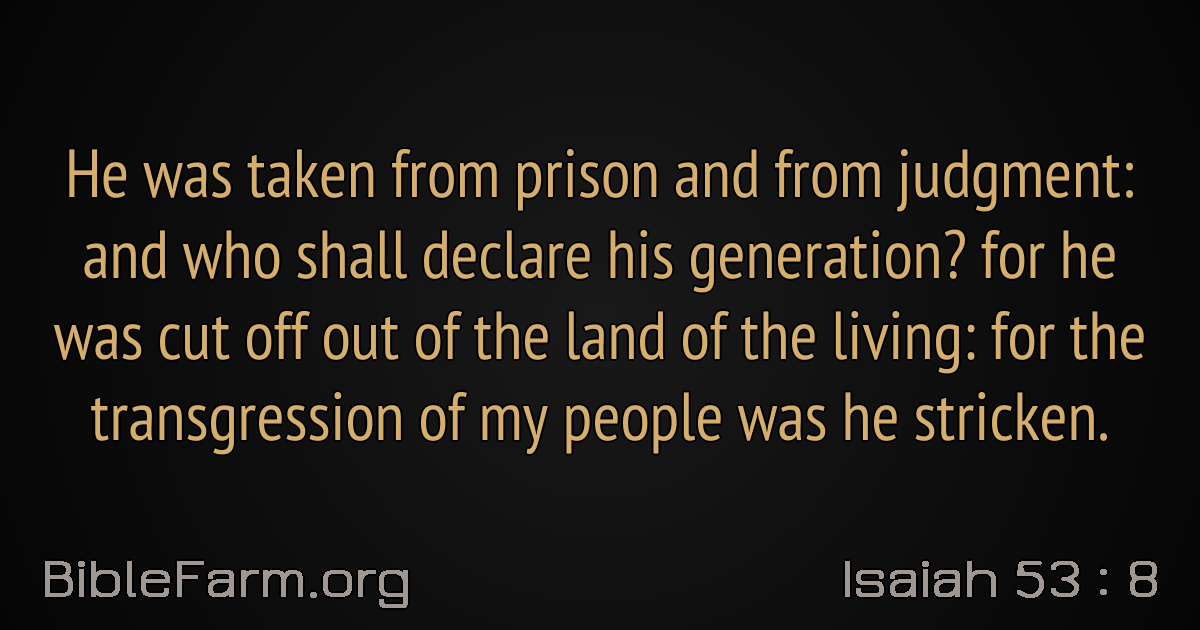 He was taken from prison and from judgment:
and who shall declare his generation? for he
was cut off out of the land of the living: for the
transgression of my people was he stricken.
BibleFarm.org
Isaiah 53 : 8